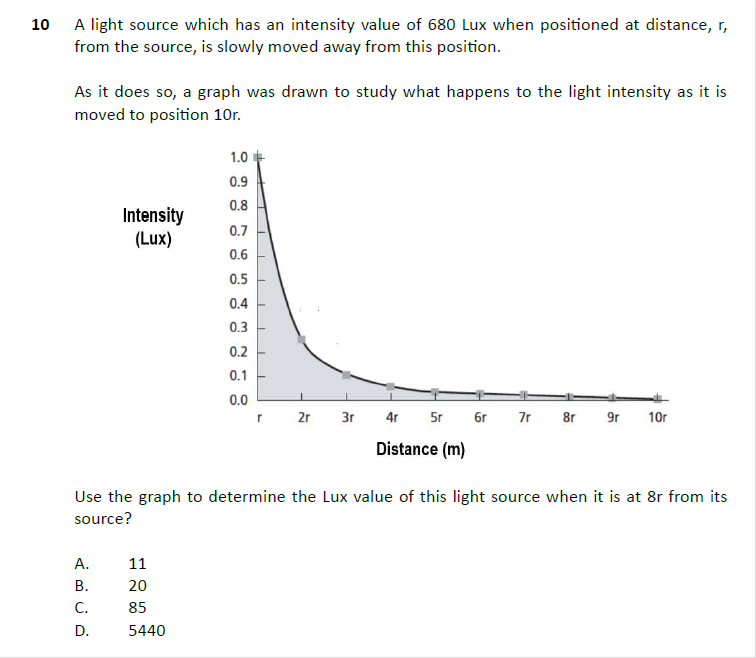 10 A light source which has an intensity value of 680 Lux when positioned at distance, r,
from the source, is slowly moved away from this position.
As it does so, a graph was drawn to study what happens to the light intensity as it is
moved to position 10r.
1.0
0.9
0.8
Intensity
(Lux)
0.7
0.6
0.5
0.4
0.3
0.2
0.1
0.0
r 2r 3r 4r 5r 6r 7r 8r 9r 10r
Distance (m)
Use the graph to determine the Lux value of this light source when it is at 8r from its
source?
A. 11
B. 20
C. 85
D. 5440